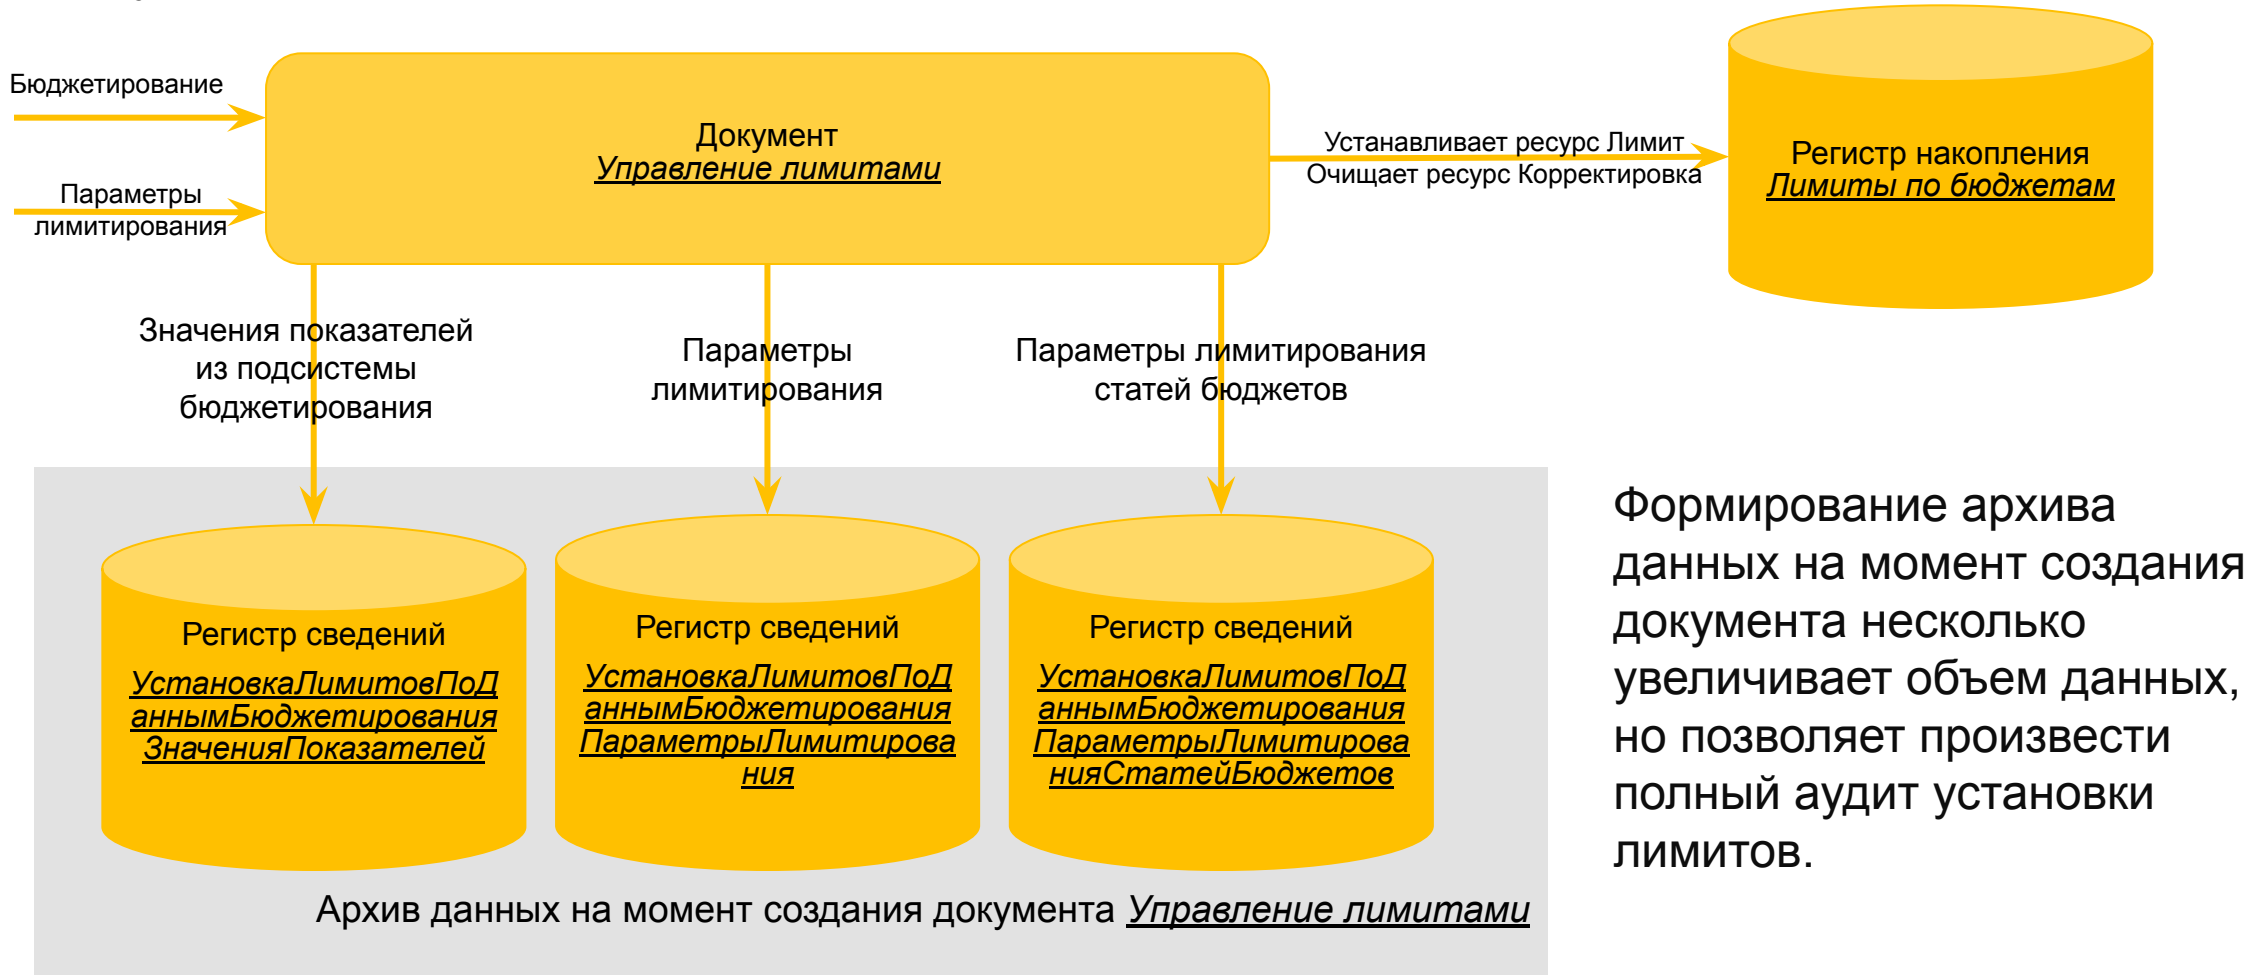 Бюджетирование
Параметры
лимитирования
Документ
Управление лимитами
Устанавливает ресурс Лимит
Очищает ресурс Корректировка
Регистр накопления
Лимиты по бюджетам
Значения показателей
из подсистемы
бюджетирования
Параметры
лимитирования
Параметры лимитирования
статей бюджетов
Регистр сведений
УстановкаЛимитовПоД
аннымБюджетирования
ЗначенияПоказателей
Регистр сведений
УстановкаЛимитовПоД
аннымБюджетирования
ПараметрыЛимитирова
ния
Регистр сведений
УстановкаЛимитовПоД
аннымБюджетирования
ПараметрыЛимитирова
нияСтатейБюджетов
Архив данных на момент создания документа Управление лимитами
Формирование архива
данных на момент создания
документа несколько
увеличивает объем данных,
но позволяет произвести
полный аудит установки
лимитов.